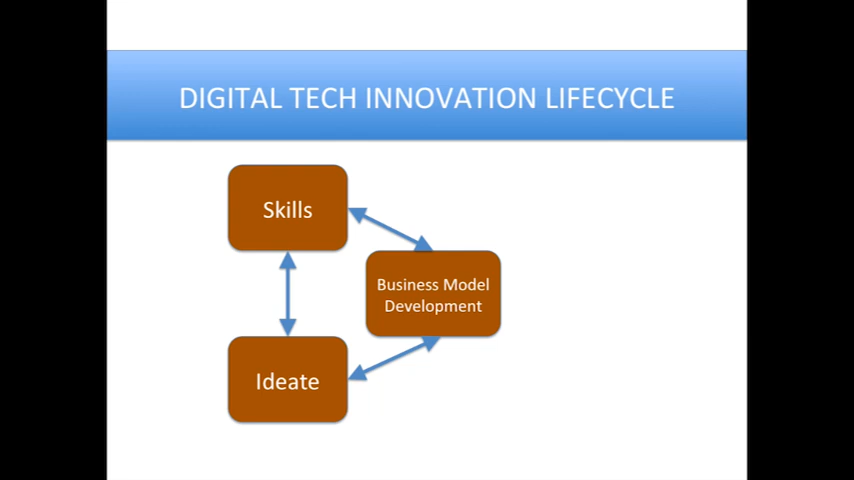 DIGITAL TECH INNOVATION LIFECYCLE
Skills
Business Model
Development
Ideate